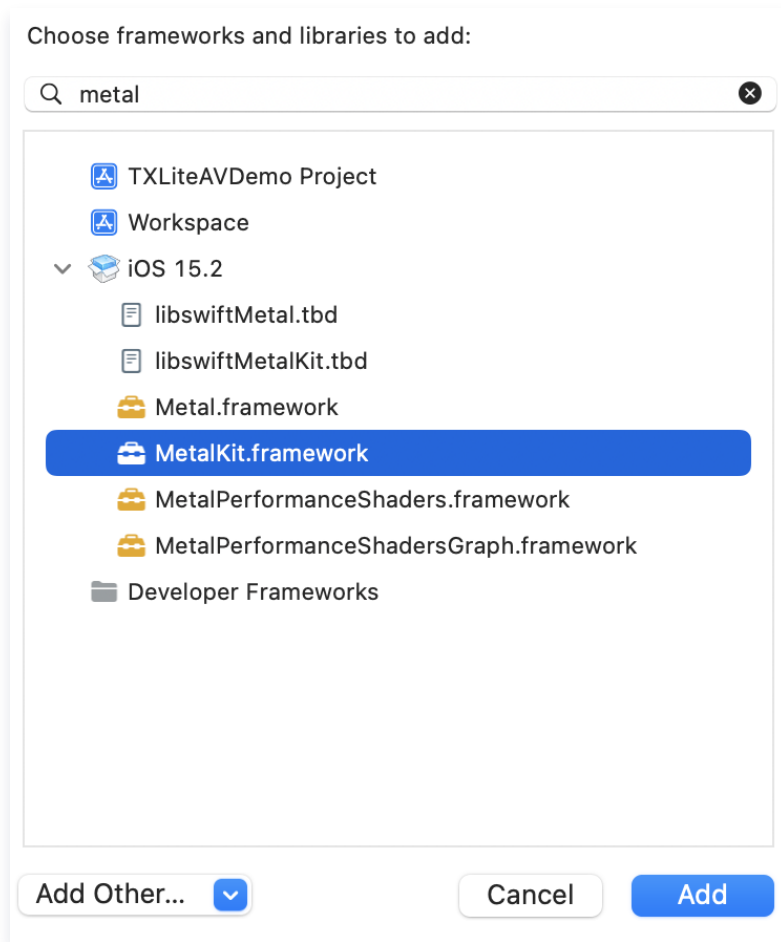 Choose frameworks and libraries to add:
metal
TXLiteAVDemo Project
Workspace
iOS 15.2
libswiftMetal.tbd
libswiftMetalKit.tbd
Metal.framework
MetalKit.framework
MetalPerformanceShaders.framework
MetalPerformanceShadersGraph.framework
Developer Frameworks
Add Other... Cancel Add